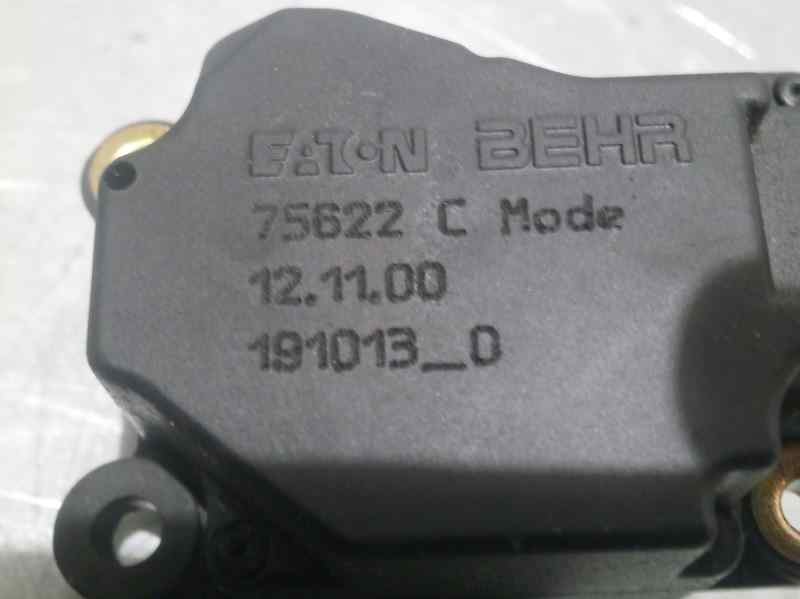 EATON BEHR
75622 C Mode
12.11.00
191013_0